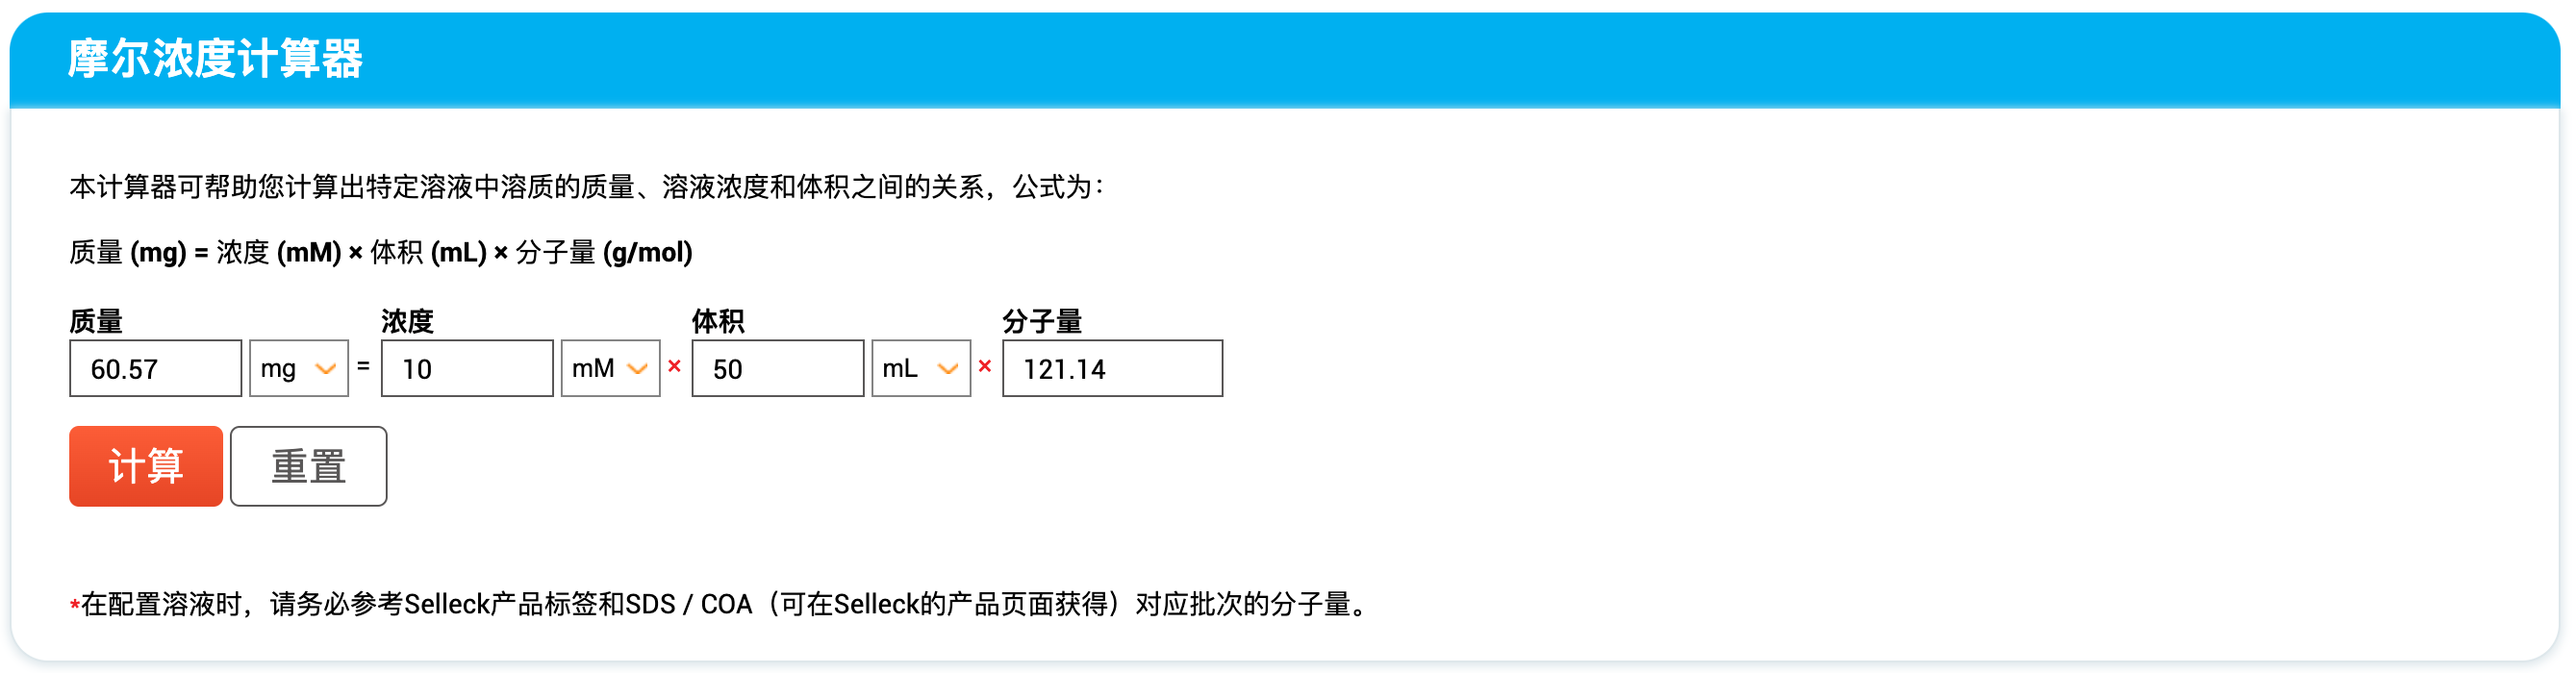 摩尔浓度计算器
本计算器可帮助您计算出特定溶液中溶质的质量、溶液浓度和体积之间的关系，公式为：
质量 (mg) = 浓度 (mM) × 体积 (mL) × 分子量 (g/mol)
质量 浓度 体积 分子量
60.57 mg = 10 mM × 50 mL × 121.14
计算 重置
*在配置溶液时，请务必参考Selleck产品标签和SDS / COA（可在Selleck的产品页面获得）对应批次的分子量。